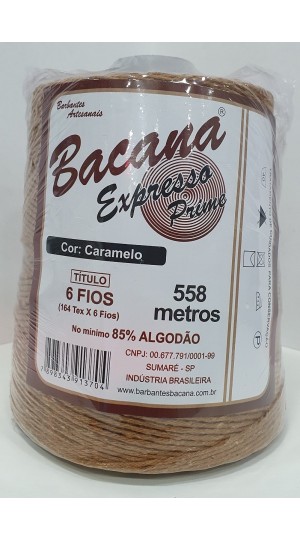 Barbantes
Artesanais
Bacana®
Expresso
Prime
Cor: Caramelo
TÍTULO
6 FIOS
(164 Tex X 6 Fios)
558
metros
No mínimo 85% ALGODÃO
CNPJ: 00.677.791/0001-99
SUMARÉ - SP
INDÚSTRIA BRASILEIRA
www.barbantesbacana.com.br
7898343913704